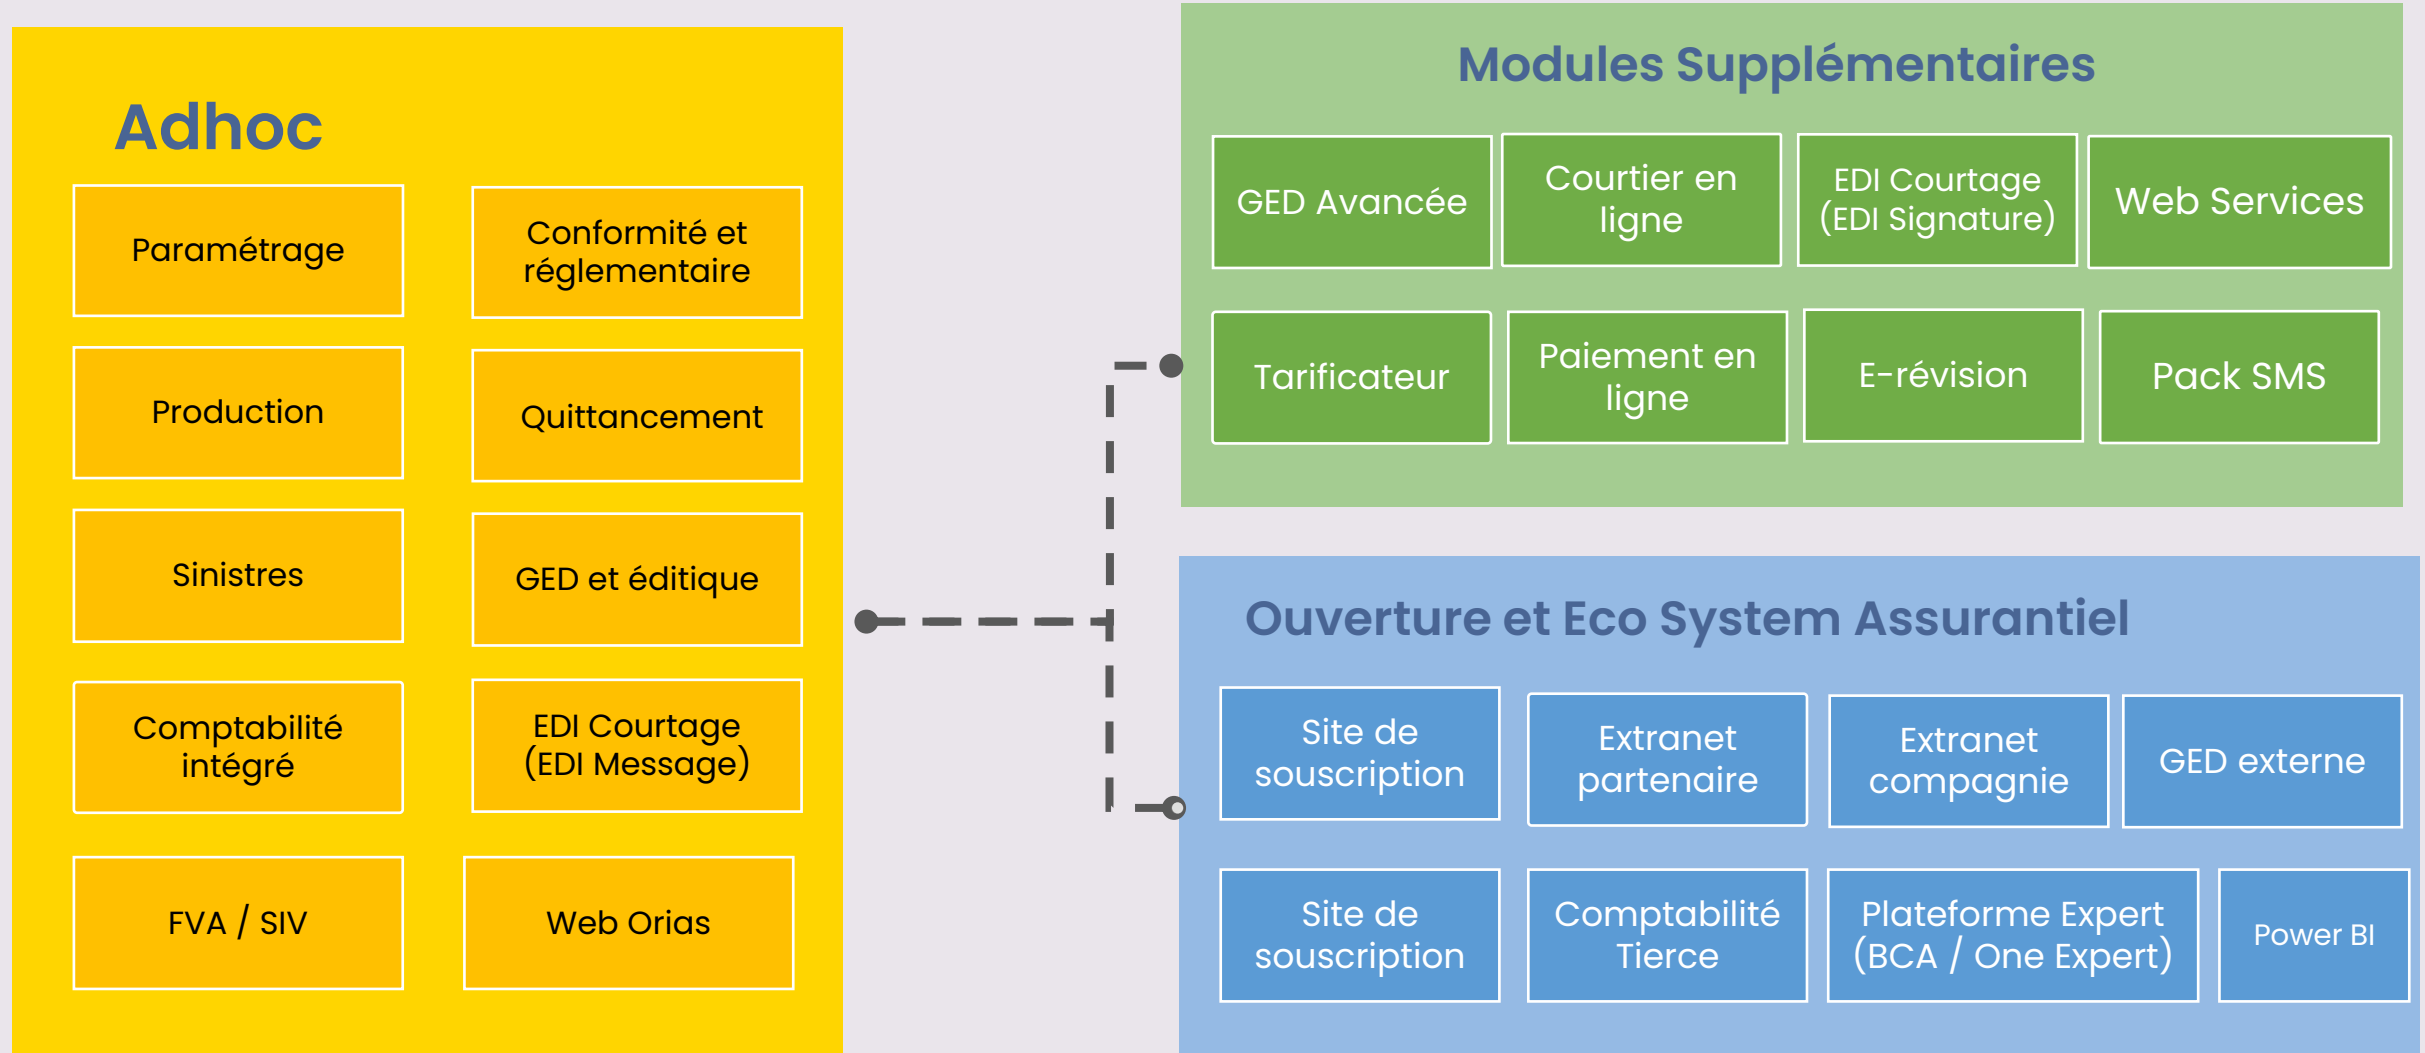 Adhoc
Paramétrage
Conformité et
réglementaire
Production
Quittancement
Sinistres
GED et éditique
Comptabilité
intégré
EDI Courtage
(EDI Message)
FVA / SIV
Web Orias
Modules Supplémentaires
GED Avancée
Courtier en
ligne
EDI Courtage
(EDI Signature)
Web Services
Tarificateur
Paiement en
ligne
E-révision
Pack SMS
Ouverture et Eco System Assurantiel
Site de
souscription
Extranet
partenaire
Extranet
compagnie
GED externe
Site de
souscription
Comptabilité
Tierce
Plateforme Expert
(BCA / One Expert)
Power BI